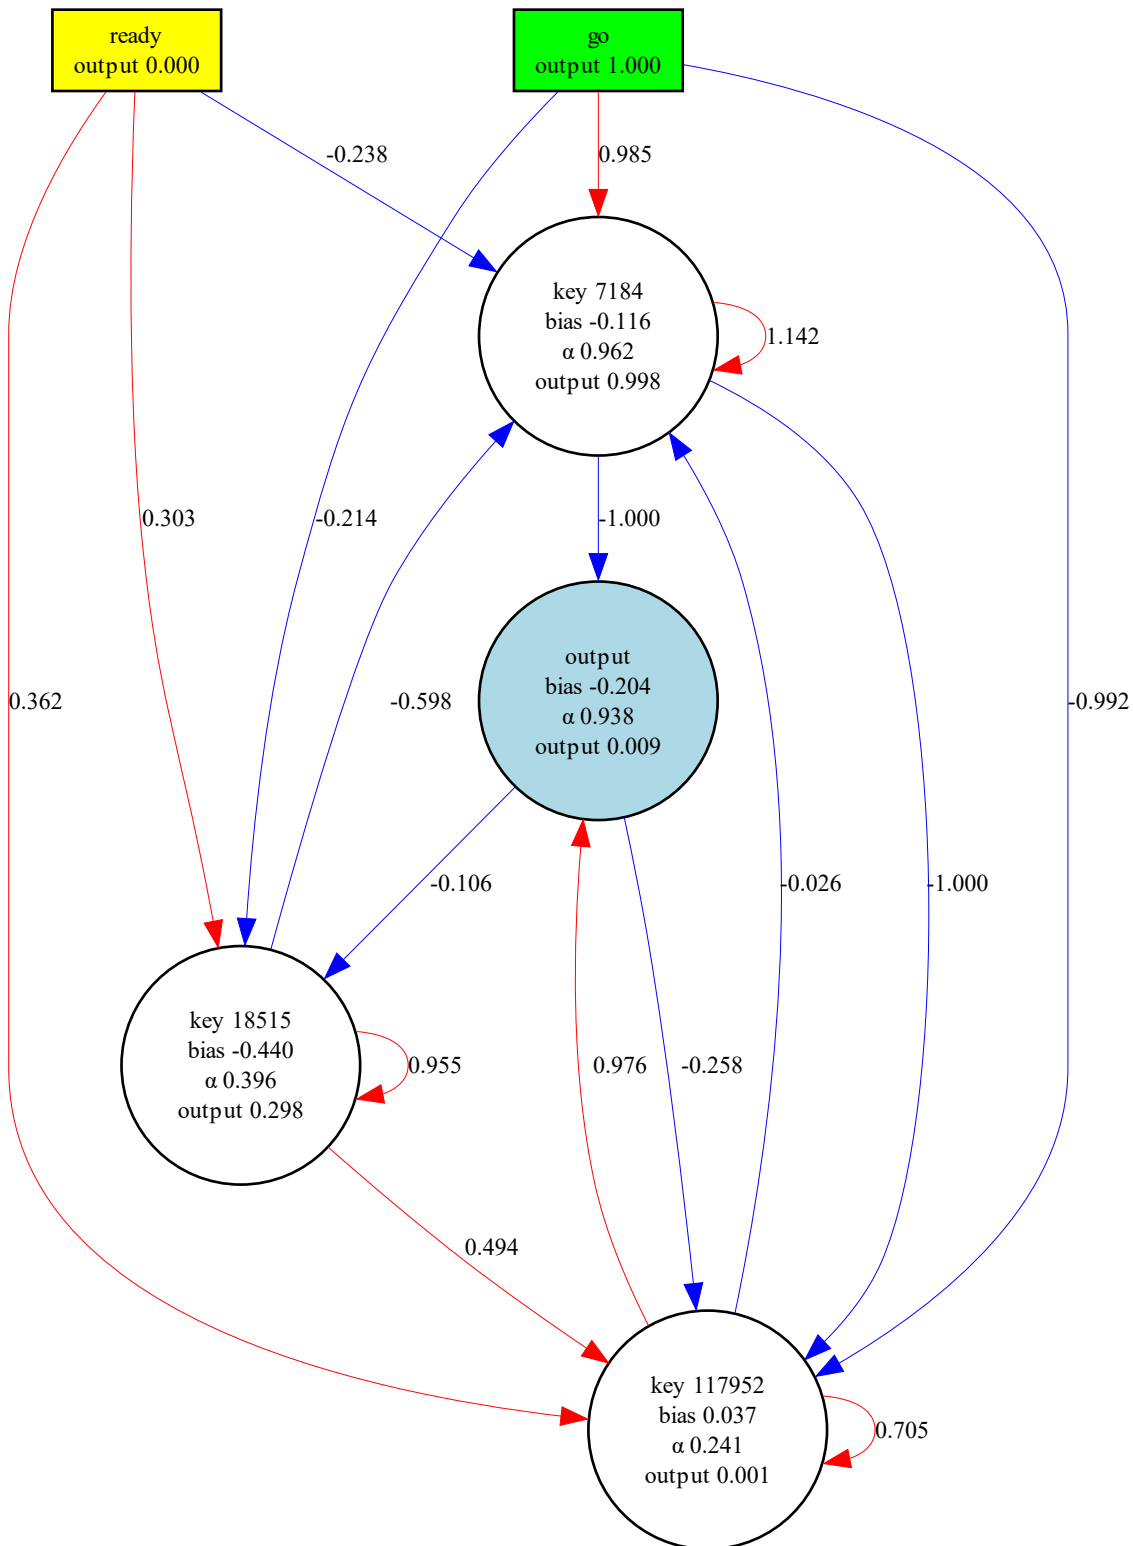 ready
output 0.000
go
output 1.000
-0.238
0.985
key 7184
bias -0.116
α 0.962
output 0.998
1.142
0.303
-0.214
-1.000
output
bias -0.204
α 0.938
output 0.009
0.362
-0.598
-0.992
-0.106
-0.026
-1.000
key 18515
bias -0.440
α 0.396
output 0.298
0.955
0.976
-0.258
0.494
key 117952
bias 0.037
α 0.241
output 0.001
0.705